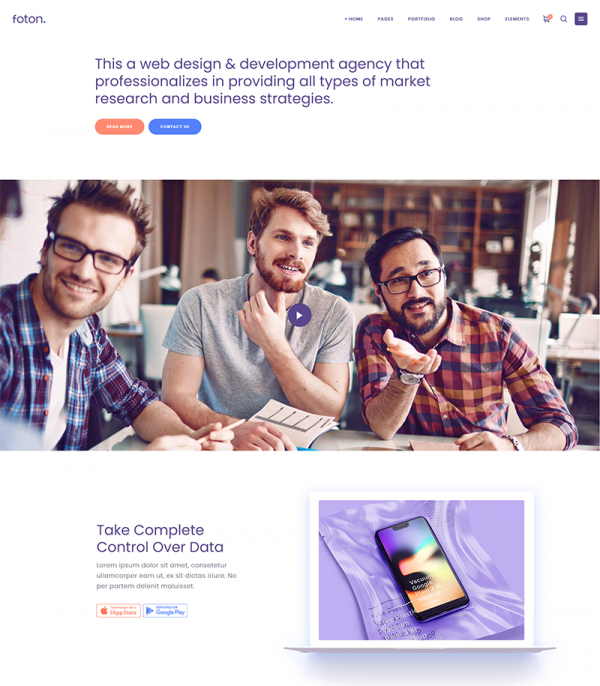 foton.
HOME PAGES PORTFOLIO BLOG SHOP ELEMENTS
This a web design & development agency that
professionalizes in providing all types of market
research and business strategies.
READ MORE CONTACT US
Take Complete
Control Over Data
Lorem ipsum dolor sit amet, consetetur
ullamcorper eam ut, ex sit dictas iriure. No
per partem delenit maluisset.
l'App Store
Google Play
Vacuum
Google